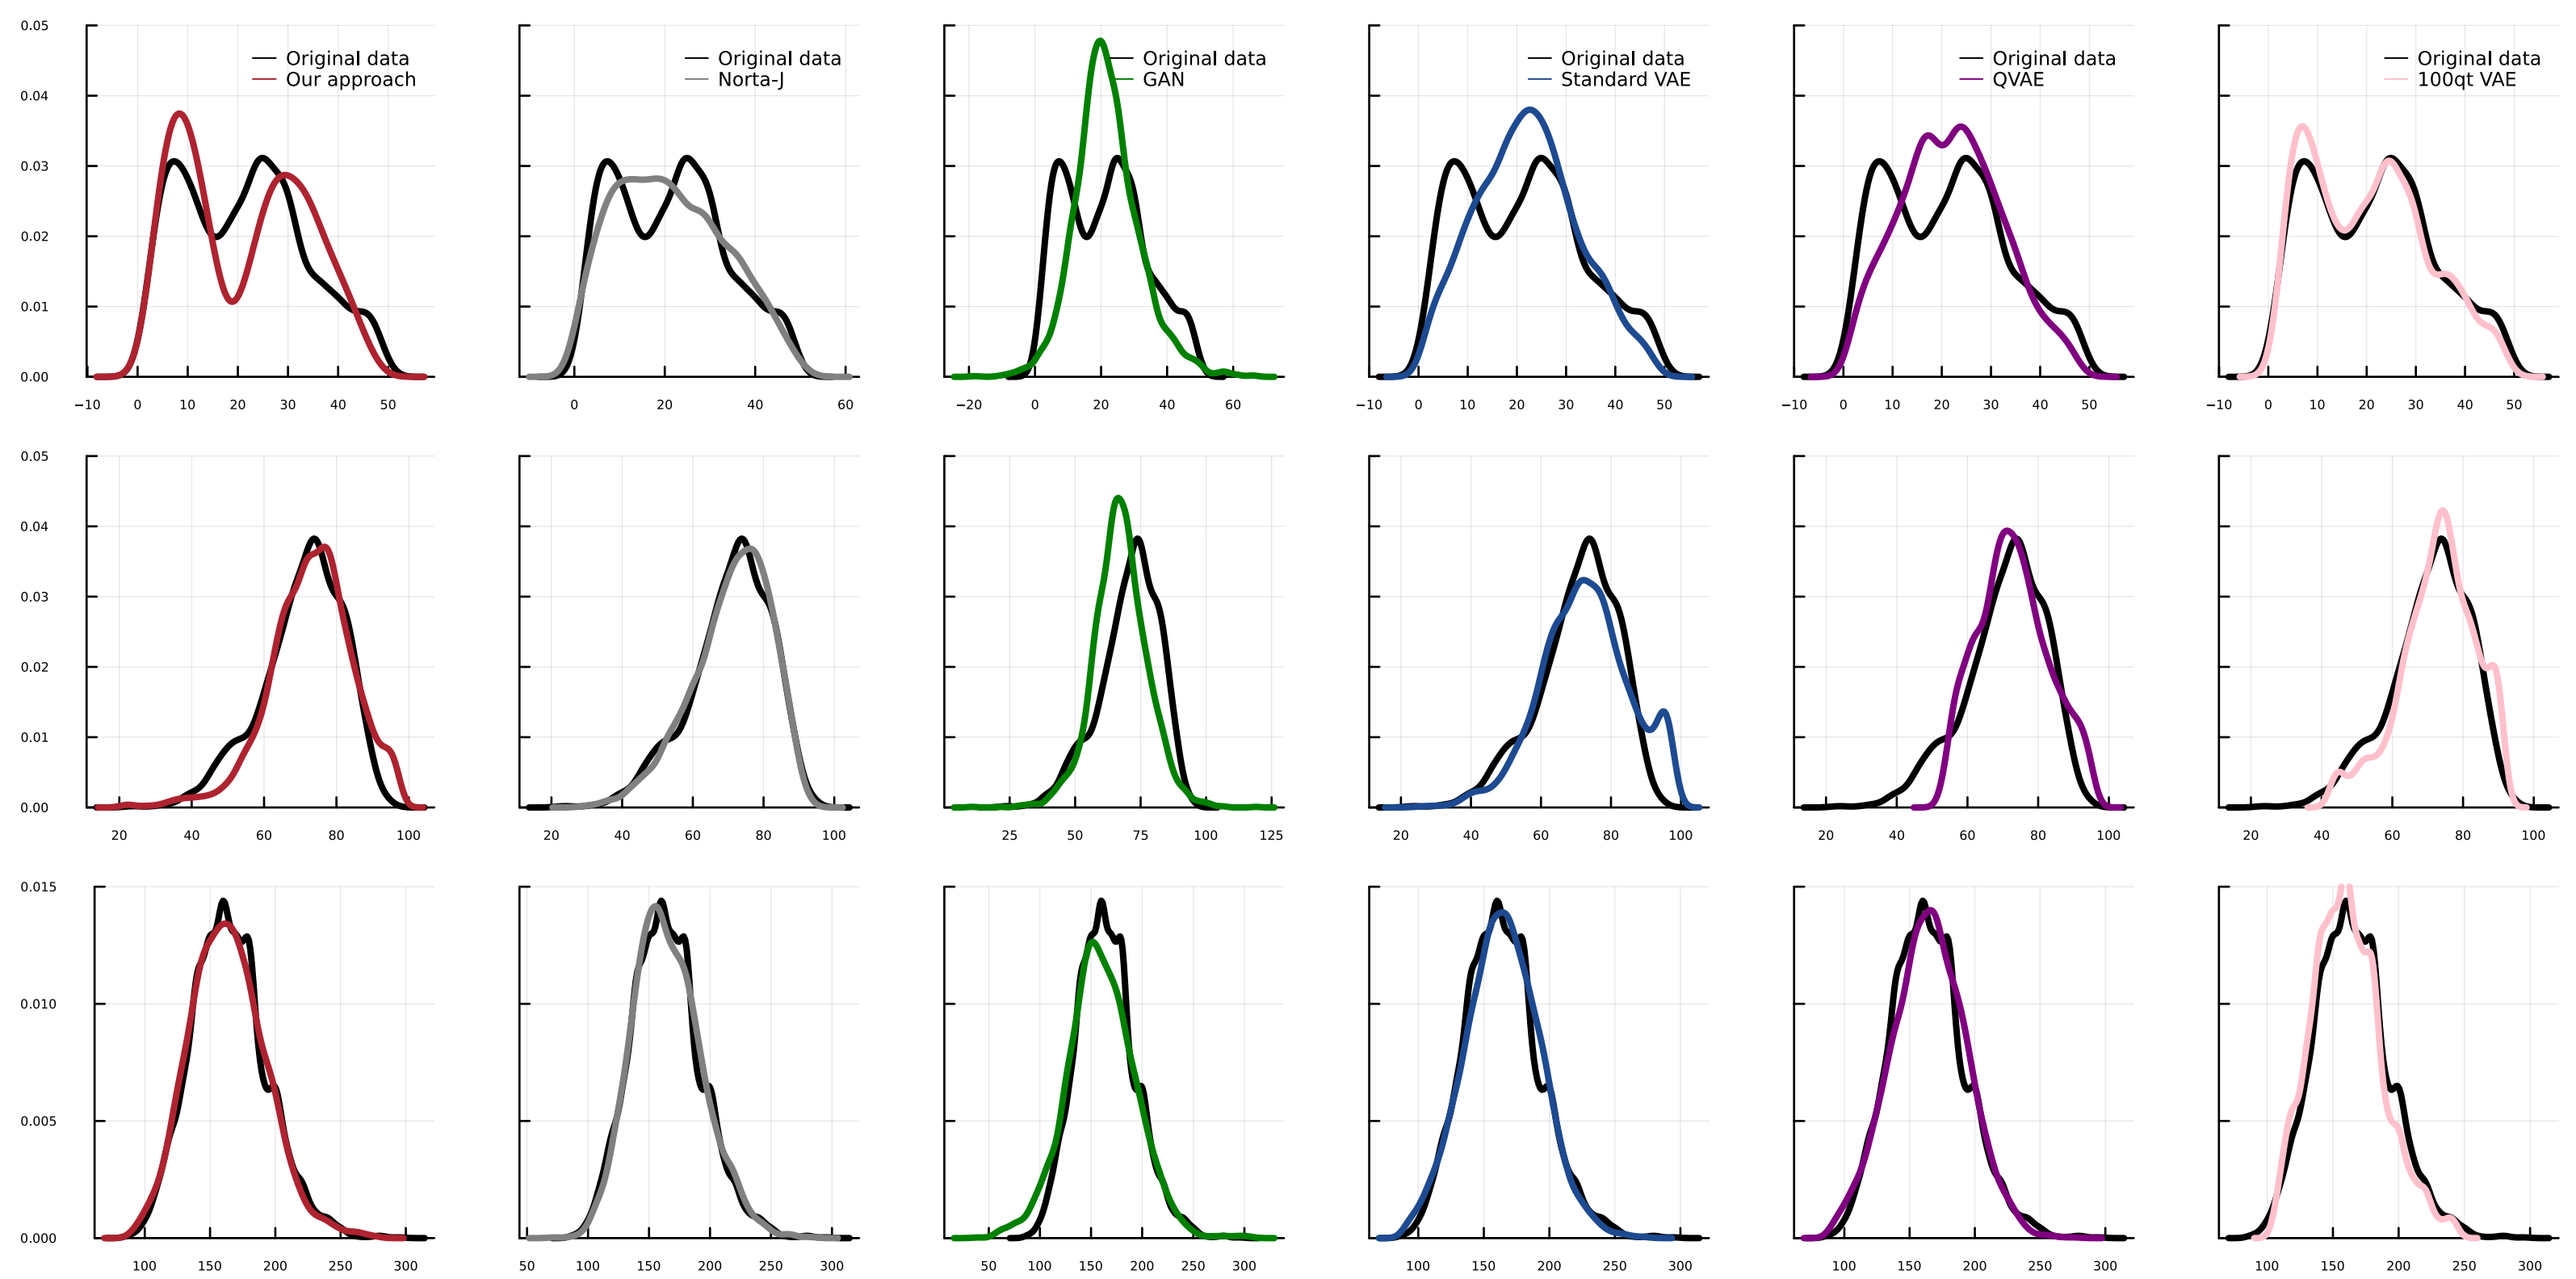 0.05
0.04
0.03
0.02
0.01
0.00
Original data
Our approach
Original data
Norta-J
Original data
GAN
Original data
Standard VAE
Original data
QVAE
Original data
100qt VAE
−10 0 10 20 30 40 50
0 20 40 60
−20 0 20 40 60
−10 0 10 20 30 40 50
−10 0 10 20 30 40 50
−10 0 10 20 30 40 50
0.05
0.04
0.03
0.02
0.01
0.00
20 40 60 80 100
20 40 60 80 100
25 50 75 100 125
20 40 60 80 100
20 40 60 80 100
20 40 60 80 100
0.015
0.010
0.005
0.000
100 150 200 250 300
50 100 150 200 250 300
50 100 150 200 250 300
100 150 200 250 300
100 150 200 250 300
100 150 200 250 300